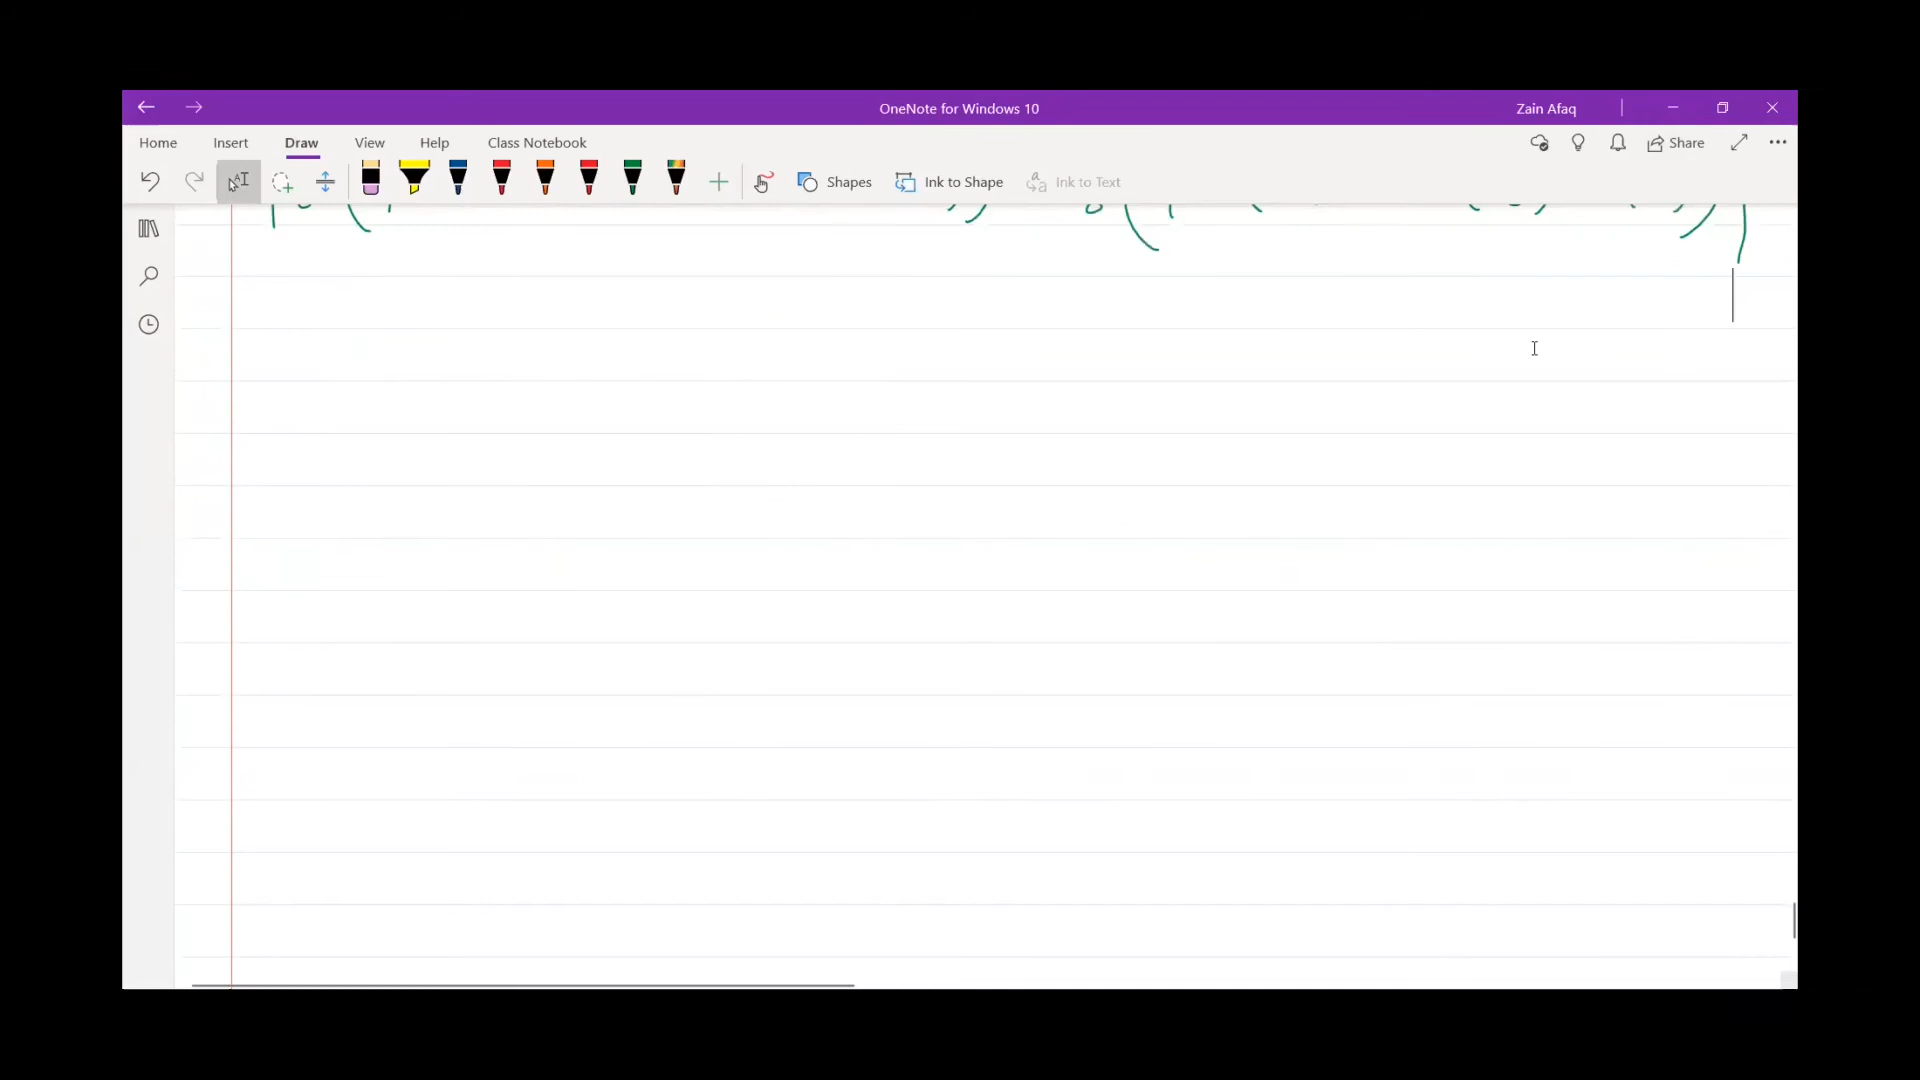 OneNote for Windows 10
Zain Afaq
Home Insert Draw View Help Class Notebook
Share
Shapes Ink to Shape Ink to Text